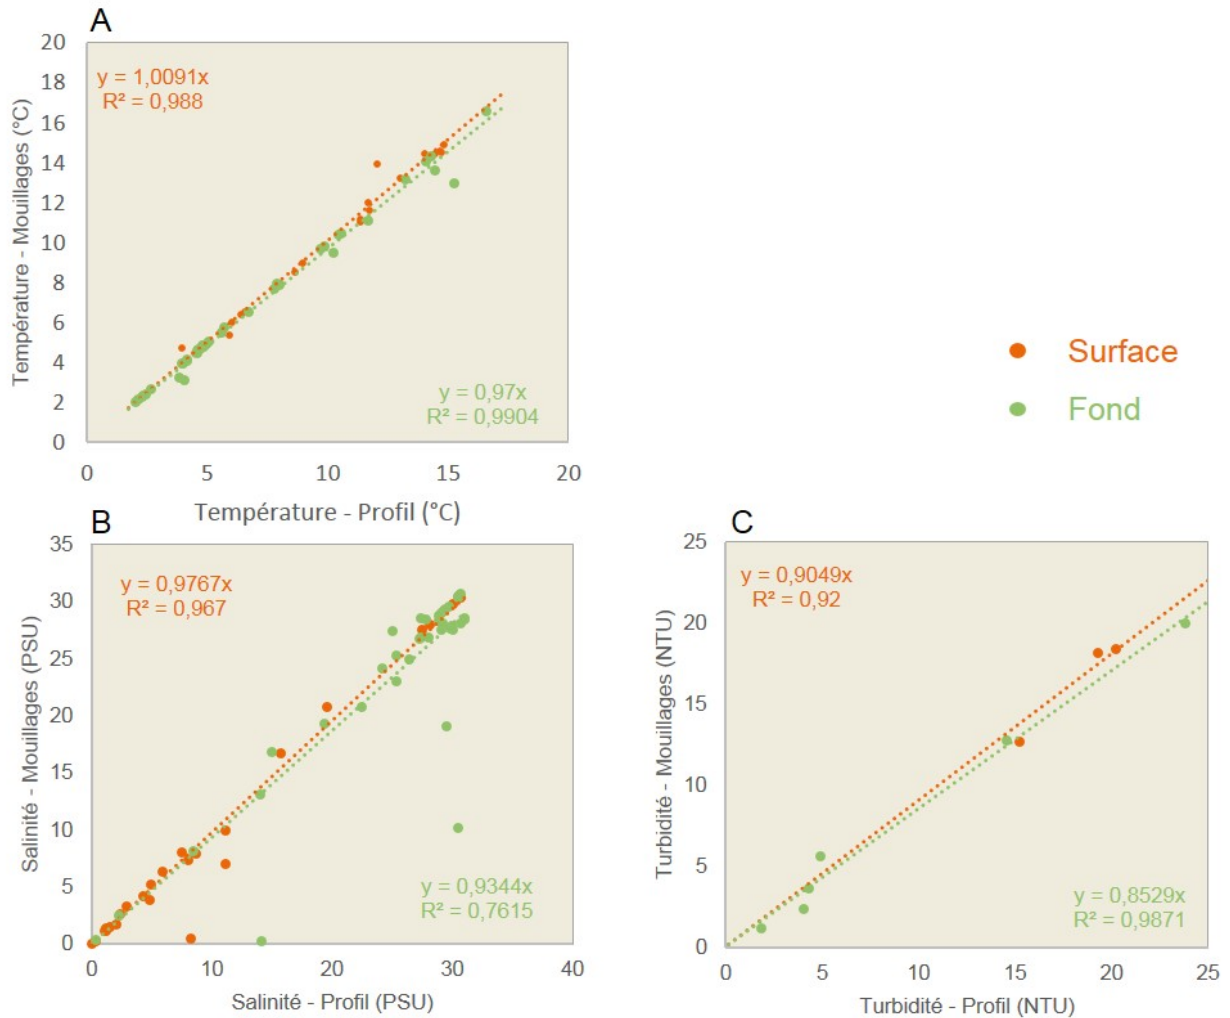 A
20
18
16
14
12
10
8
6
4
2
0
Température - Mouillages (°C)
y = 1,0091x
R² = 0,988
y = 0,97x
R² = 0,9904
0 5 10 15 20
Température - Profil (°C)
Surface
Fond
B
35
30
25
20
15
10
5
0
Salinité - Mouillages (PSU)
y = 0,9767x
R² = 0,967
y = 0,9344x
R² = 0,7615
0 10 20 30 40
Salinité - Profil (PSU)
C
25
20
15
10
5
0
Turbidité - Mouillages (NTU)
y = 0,9049x
R² = 0,92
y = 0,8529x
R² = 0,9871
0 5 10 15 20 25
Turbidité - Profil (NTU)